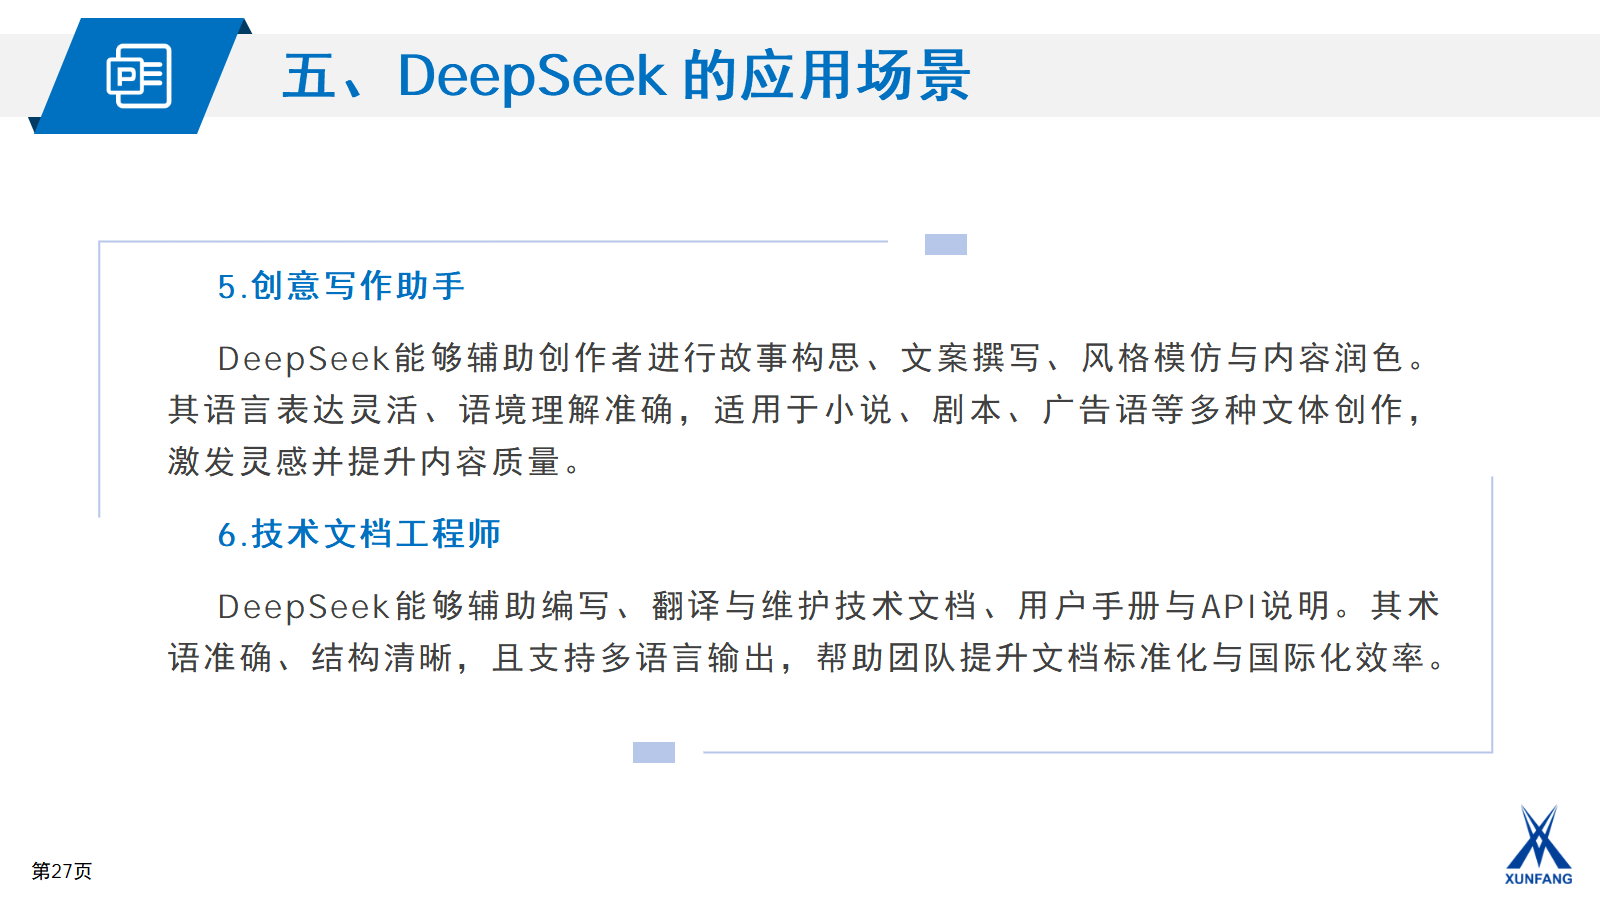 五、DeepSeek 的应用场景
5.创意写作助手
DeepSeek能够辅助创作者进行故事构思、文案撰写、风格模仿与内容润色。
其语言表达灵活、语境理解准确，适用于小说、剧本、广告语等多种文体创作，
激发灵感并提升内容质量。
6.技术文档工程师
DeepSeek能够辅助编写、翻译与维护技术文档、用户手册与API说明。其术
语准确、结构清晰，且支持多语言输出，帮助团队提升文档标准化与国际化效率。
第27页
XUNFANG